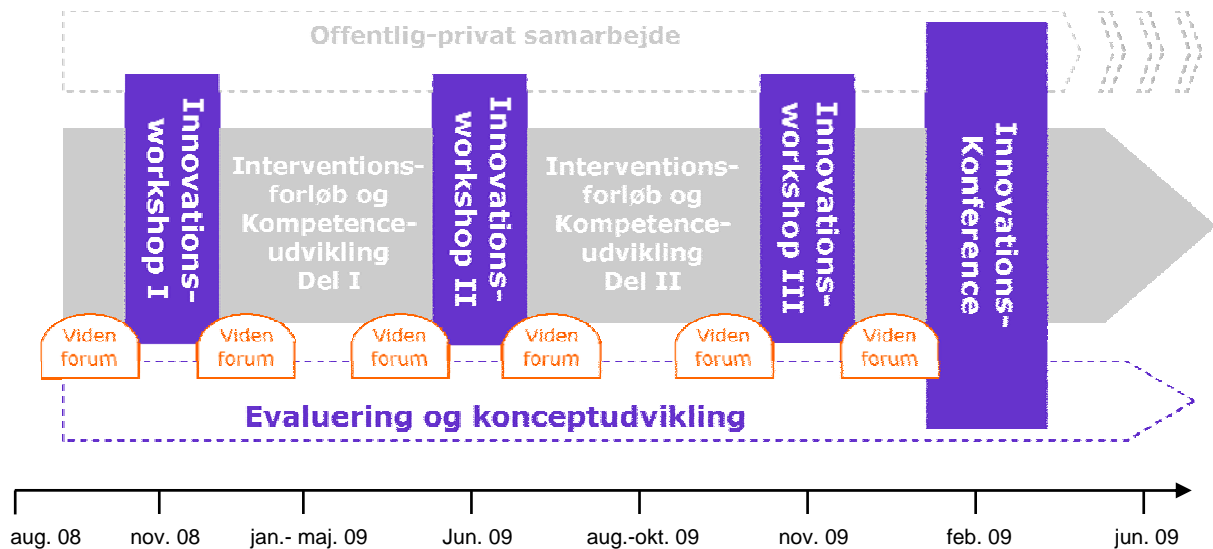 Offentlig-privat samarbejde
Innovations-
workshop I
Interventions-
forløb og
Kompetence-
udvikling
Del I
Innovations-
workshop II
Interventions-
forløb og
Kompetence-
udvikling
Del II
Innovations-
workshop III
Innovations-
Konference
Viden
forum
Viden
forum
Viden
forum
Viden
forum
Viden
forum
Viden
forum
Evaluering og konceptudvikling
aug. 08
nov. 08
jan.- maj. 09
Jun. 09
aug.-okt. 09
nov. 09
feb. 09
jun. 09